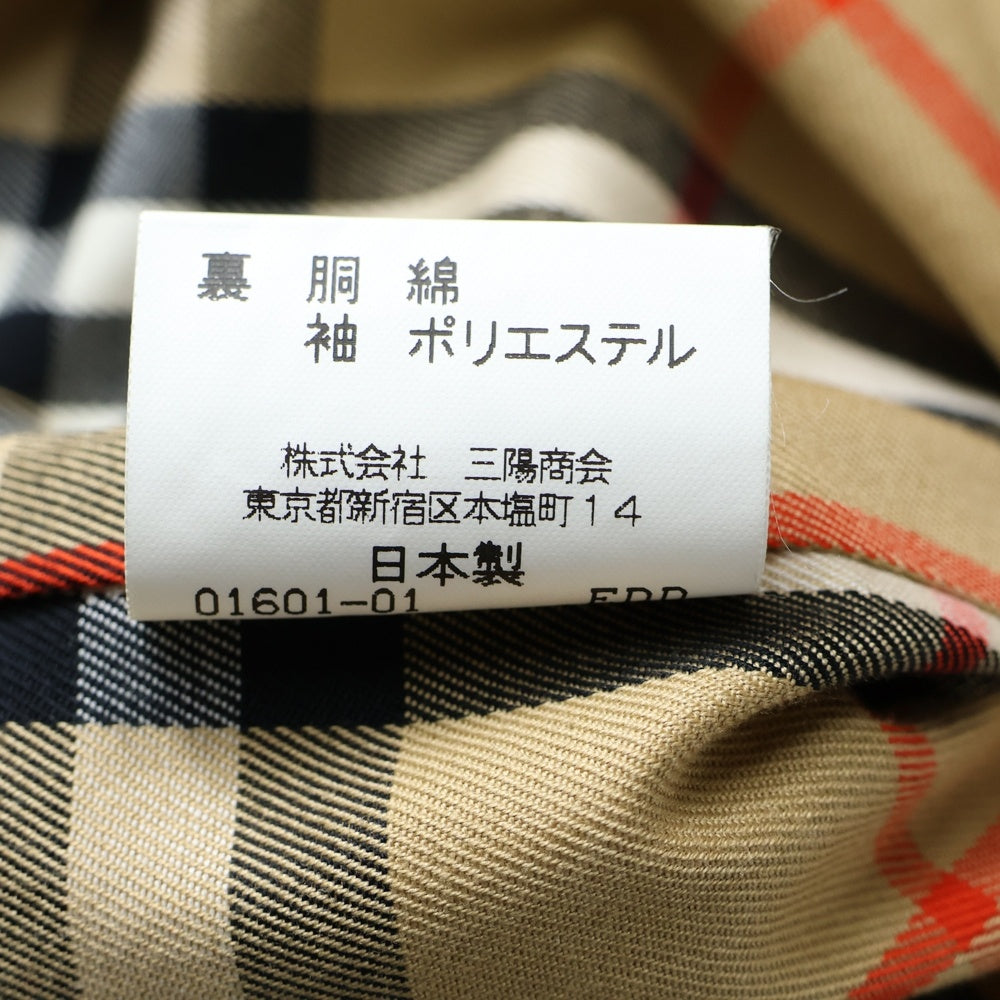 裏 胴 綿
袖 ポリエステル
株式会社 三陽商会
東京都新宿区本塩町14
日本製
01601-01